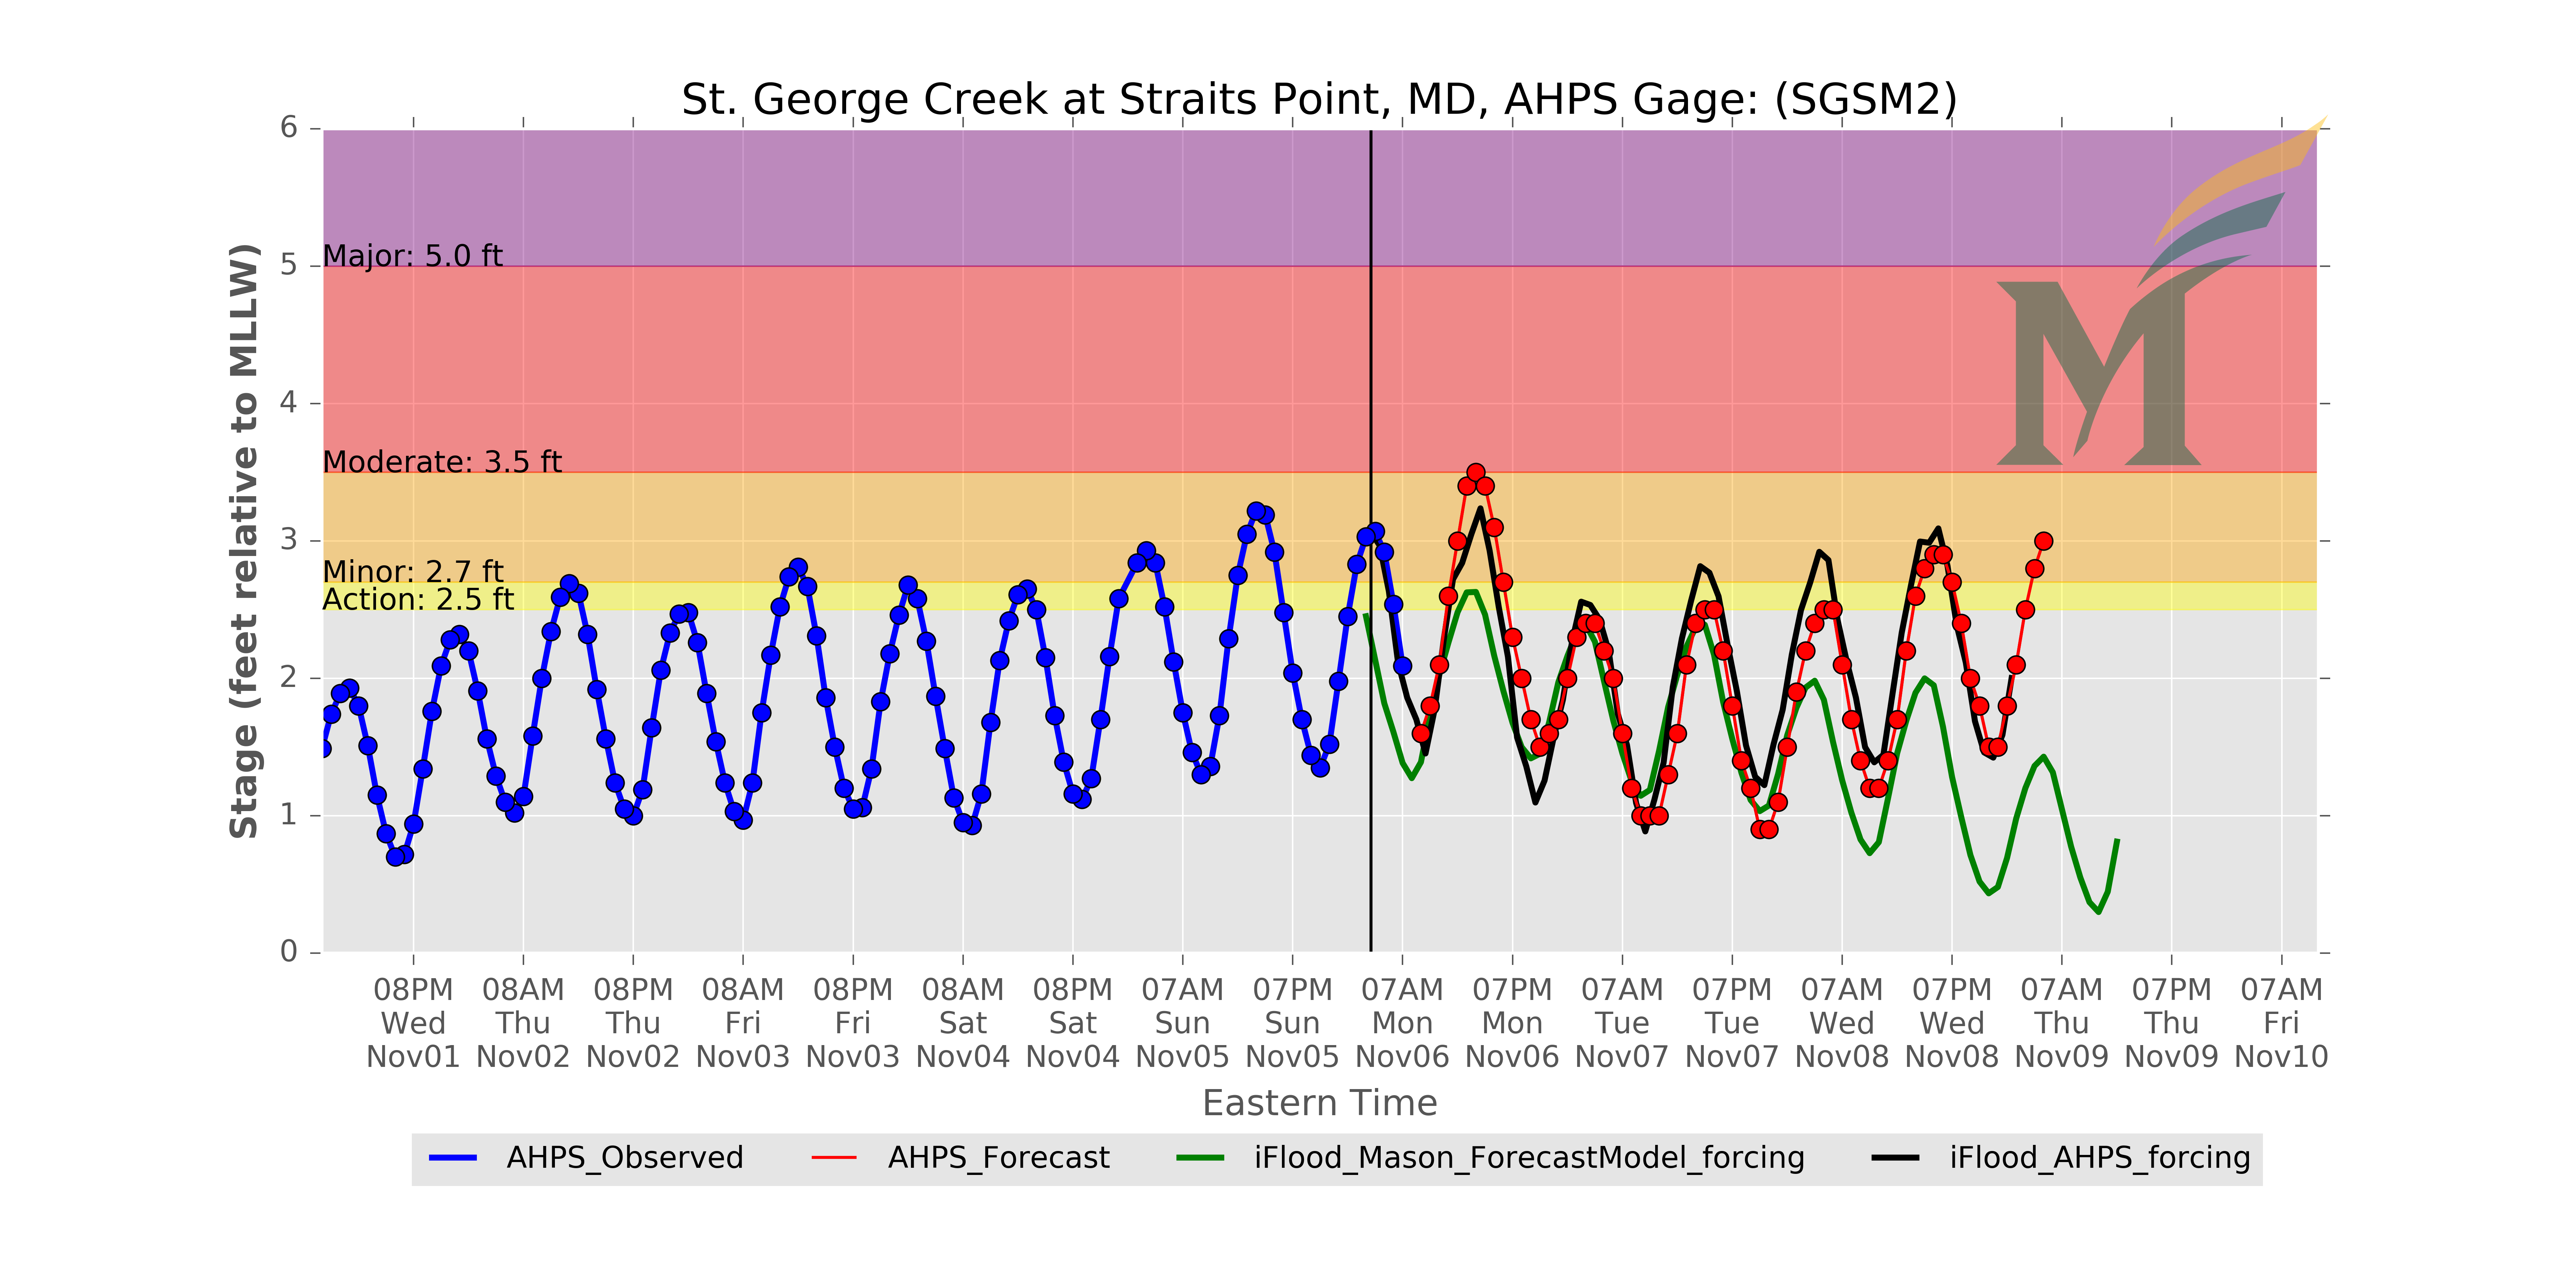 St. George Creek at Straits Point, MD, AHPS Gage: (SGSM2)
Stage (feet relative to MLLW)
6
5
4
3
2
1
0
Major: 5.0 ft
Moderate: 3.5 ft
Minor: 2.7 ft
Action: 2.5 ft
M
08PM 08AM 08PM 08AM 08PM 08AM 08PM 07AM 07PM 07AM 07PM 07AM 07PM 07AM 07PM 07AM 07PM 07AM
Wed Thu Thu Fri Fri Sat Sat Sun Sun Mon Mon Tue Tue Wed Wed Thu Thu Fri
Nov01 Nov02 Nov02 Nov03 Nov03 Nov04 Nov04 Nov05 Nov05 Nov06 Nov06 Nov07 Nov07 Nov08 Nov08 Nov09 Nov09 Nov10
Eastern Time
AHPS_Observed AHPS_Forecast iFlood_Mason_ForecastModel_forcing iFlood_AHPS_forcing